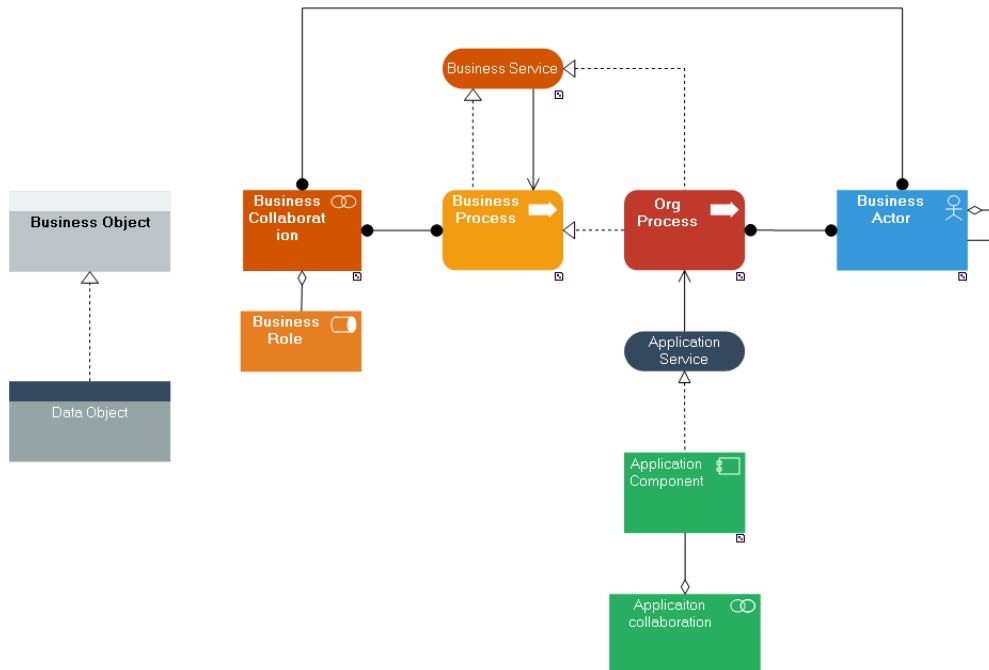 Business Service
Business Object
Business
Collaborat
ion
Business
Process
Org
Process
Business
Actor
Business
Role
Application
Service
Data Object
Application
Component
Applicaiton
collaboration